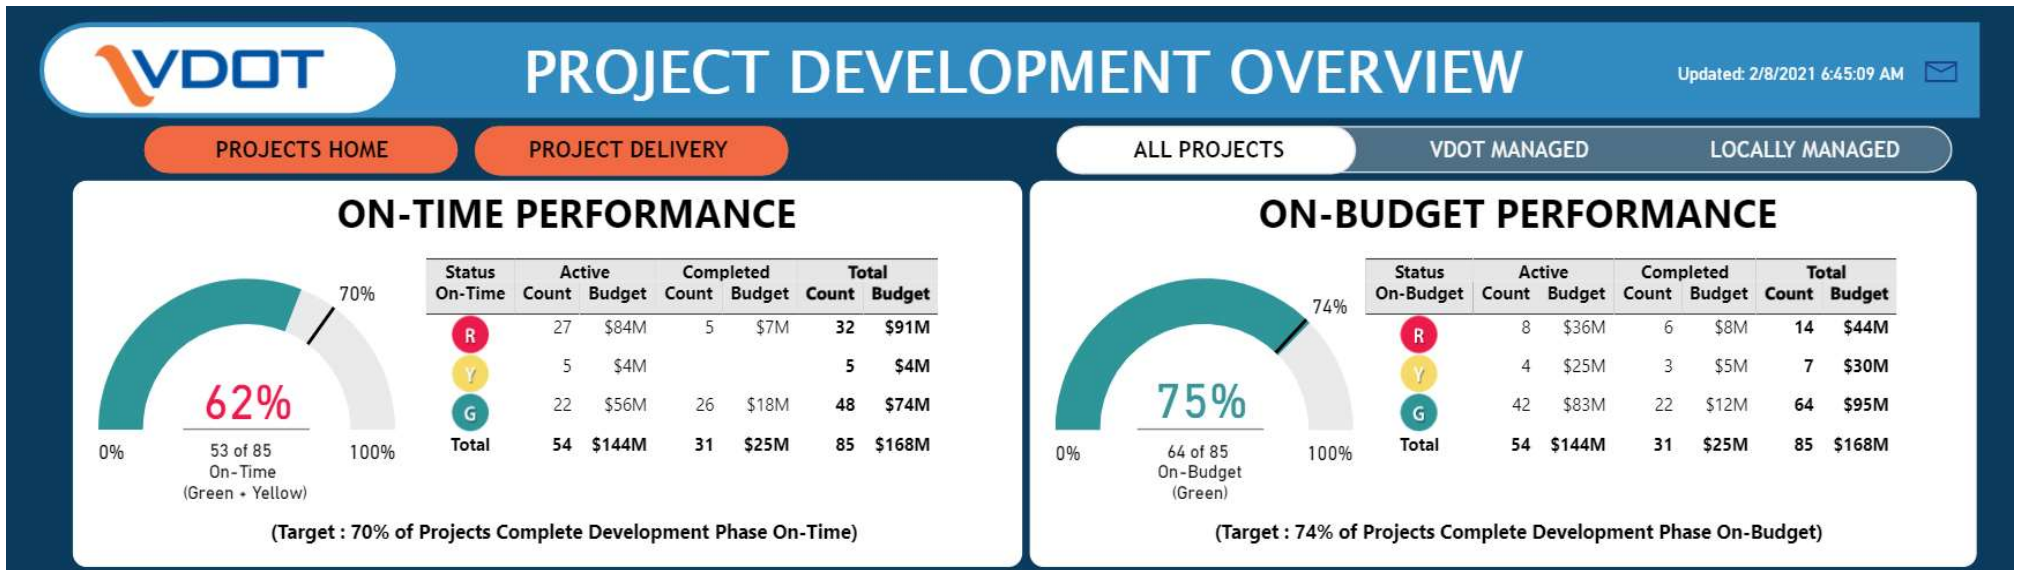 VDOT
PROJECT DEVELOPMENT OVERVIEW
Updated: 2/8/2021 6:45:09 AM
PROJECTS HOME
PROJECT DELIVERY
ALL PROJECTS
VDOT MANAGED
LOCALLY MANAGED
ON-TIME PERFORMANCE
70%
62%
0%
100%
53 of 85
On-Time
(Green + Yellow)
Status Active Completed Total
On-Time Count Budget Count Budget Count Budget
R 27 $84M 5 $7M 32 $91M
Y 5 $4M 5 $4M
G 22 $56M 26 $18M 48 $74M
Total 54 $144M 31 $25M 85 $168M
(Target : 70% of Projects Complete Development Phase On-Time)
ON-BUDGET PERFORMANCE
74%
75%
0%
100%
64 of 85
On-Budget
(Green)
Status Active Completed Total
On-Budget Count Budget Count Budget Count Budget
R 8 $36M 6 $8M 14 $44M
Y 4 $25M 3 $5M 7 $30M
G 42 $83M 22 $12M 64 $95M
Total 54 $144M 31 $25M 85 $168M
(Target : 74% of Projects Complete Development Phase On-Budget)